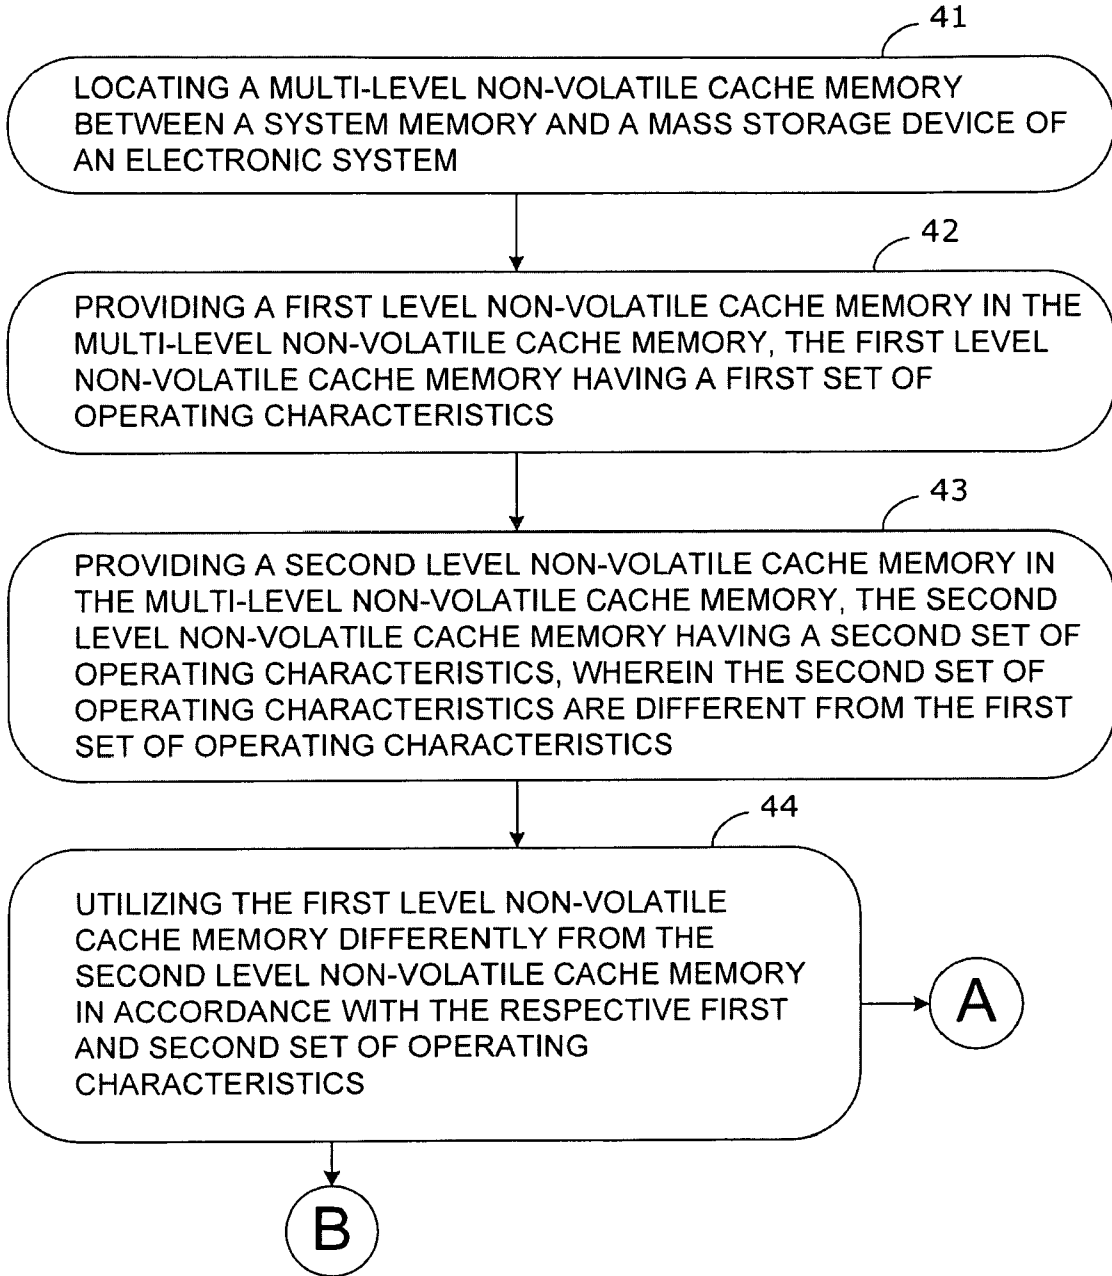 41
LOCATING A MULTI-LEVEL NON-VOLATILE CACHE MEMORY
BETWEEN A SYSTEM MEMORY AND A MASS STORAGE DEVICE OF
AN ELECTRONIC SYSTEM
42
PROVIDING A FIRST LEVEL NON-VOLATILE CACHE MEMORY IN THE
MULTI-LEVEL NON-VOLATILE CACHE MEMORY, THE FIRST LEVEL
NON-VOLATILE CACHE MEMORY HAVING A FIRST SET OF
OPERATING CHARACTERISTICS
43
PROVIDING A SECOND LEVEL NON-VOLATILE CACHE MEMORY IN
THE MULTI-LEVEL NON-VOLATILE CACHE MEMORY, THE SECOND
LEVEL NON-VOLATILE CACHE MEMORY HAVING A SECOND SET OF
OPERATING CHARACTERISTICS, WHEREIN THE SECOND SET OF
OPERATING CHARACTERISTICS ARE DIFFERENT FROM THE FIRST
SET OF OPERATING CHARACTERISTICS
44
UTILIZING THE FIRST LEVEL NON-VOLATILE
CACHE MEMORY DIFFERENTLY FROM THE
SECOND LEVEL NON-VOLATILE CACHE MEMORY
IN ACCORDANCE WITH THE RESPECTIVE FIRST
AND SECOND SET OF OPERATING
CHARACTERISTICS
A
B